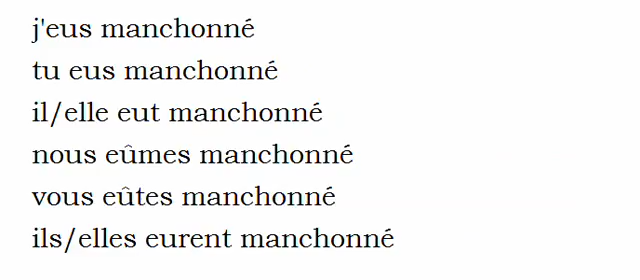 j'eus manchonné
tu eus manchonné
il/elle eut manchonné
nous eûmes manchonné
vous eûtes manchonné
ils/elles eurent manchonné